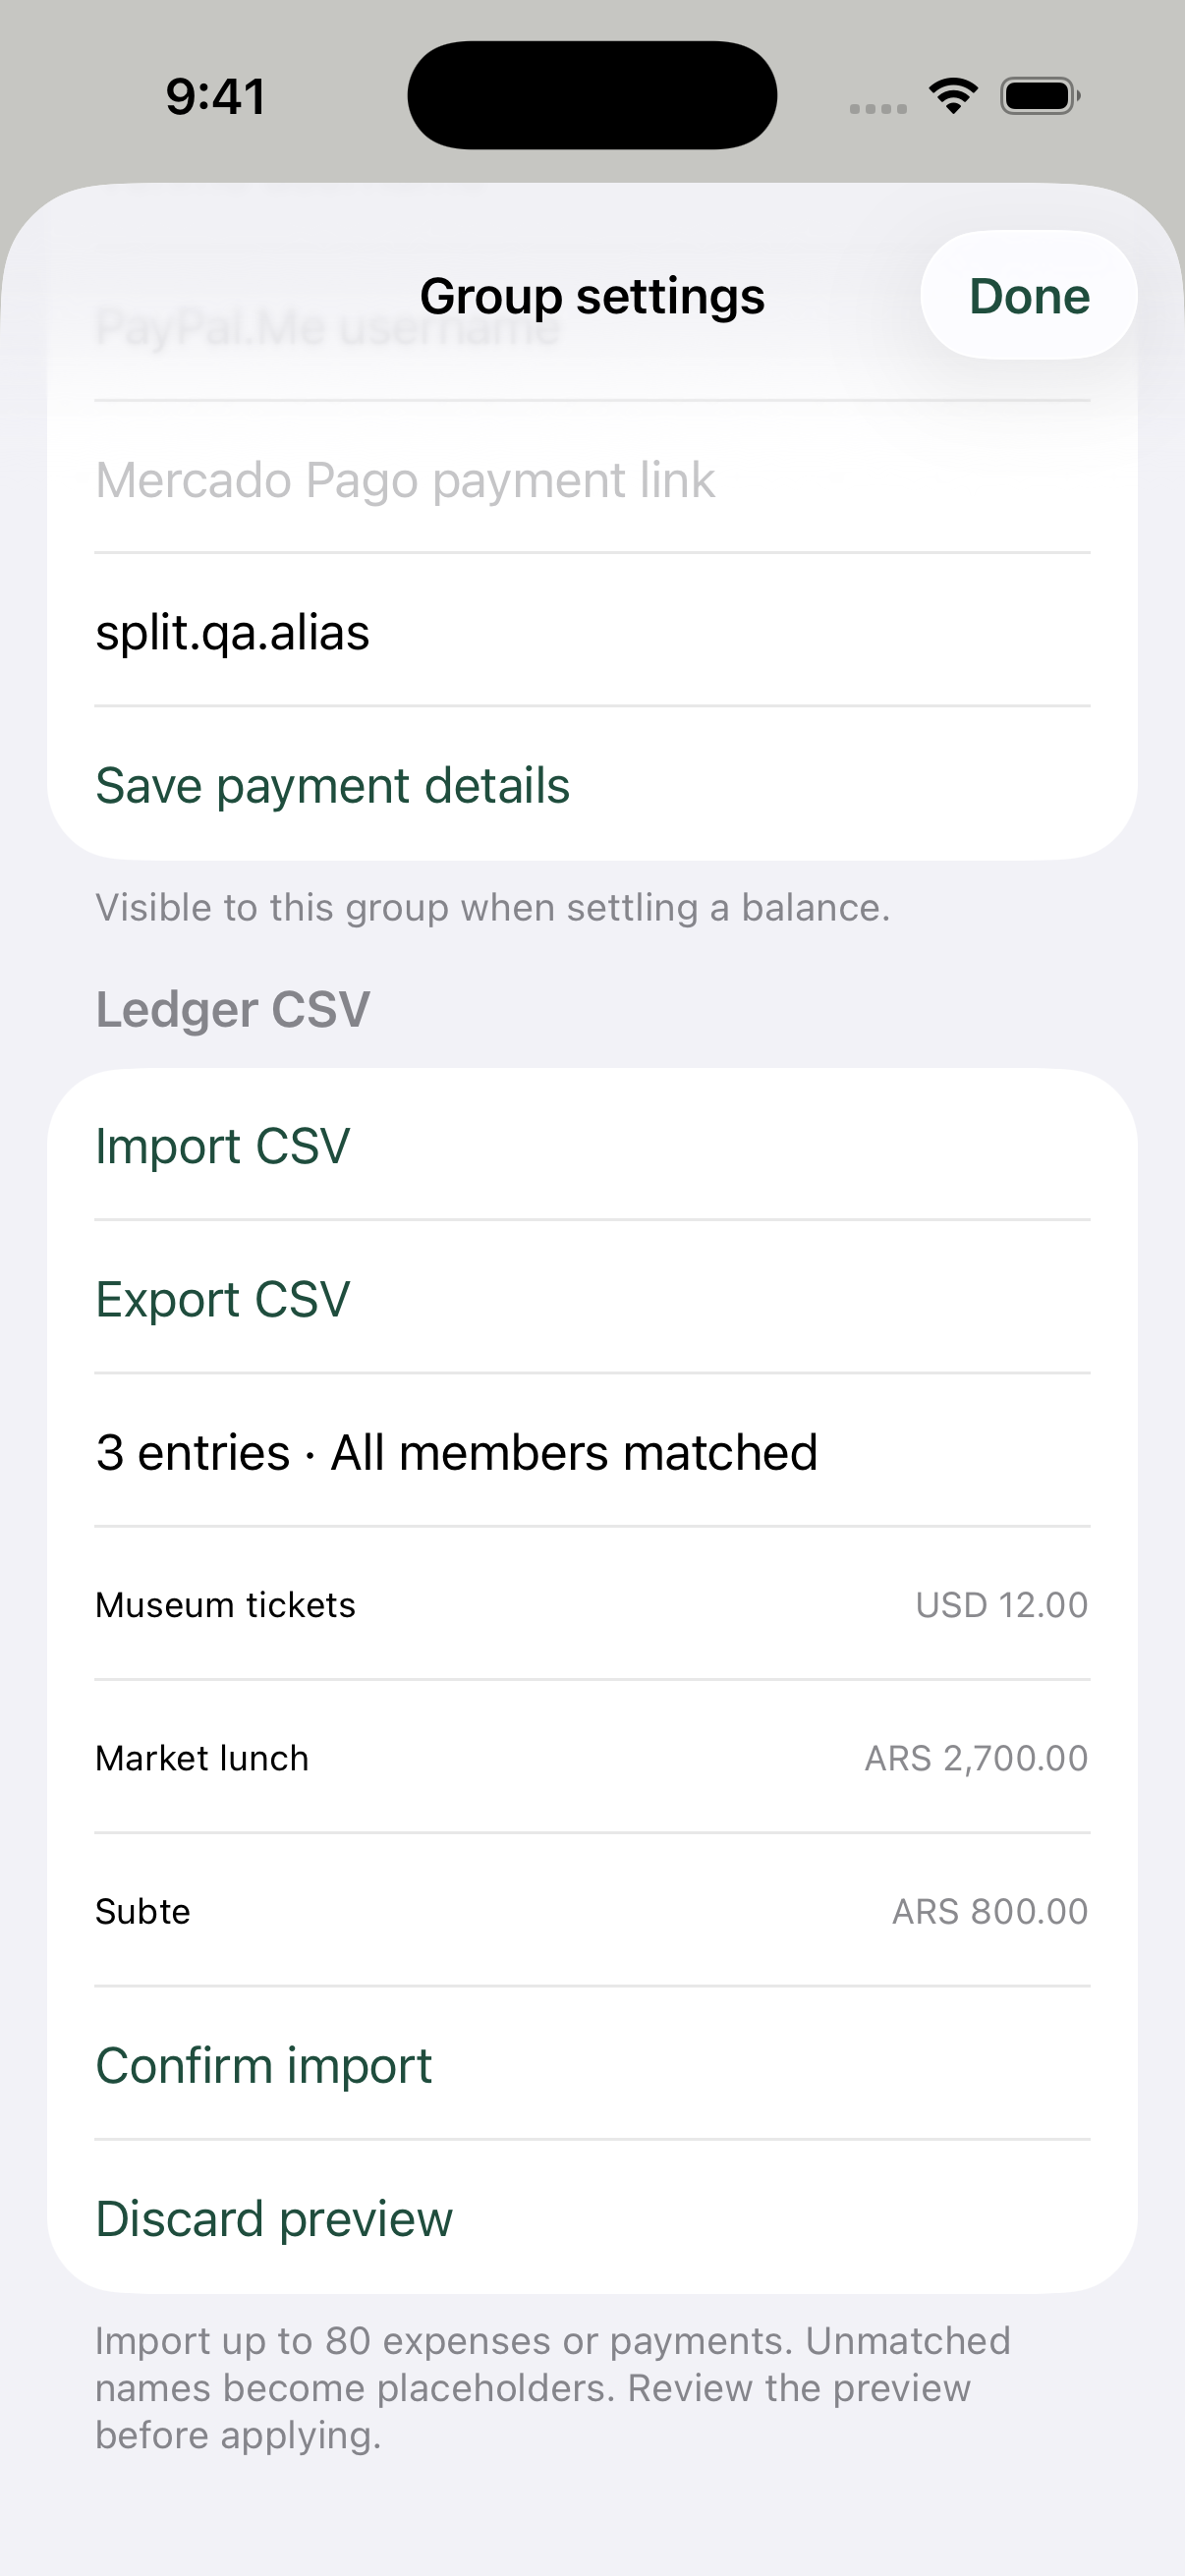 9:41
Group settings
Done
PayPal.Me username
Mercado Pago payment link
split.qa.alias
Save payment details
Visible to this group when settling a balance.
Ledger CSV
Import CSV
Export CSV
3 entries · All members matched
Museum tickets USD 12.00
Market lunch ARS 2,700.00
Subte ARS 800.00
Confirm import
Discard preview
Import up to 80 expenses or payments. Unmatched
names become placeholders. Review the preview
before applying.